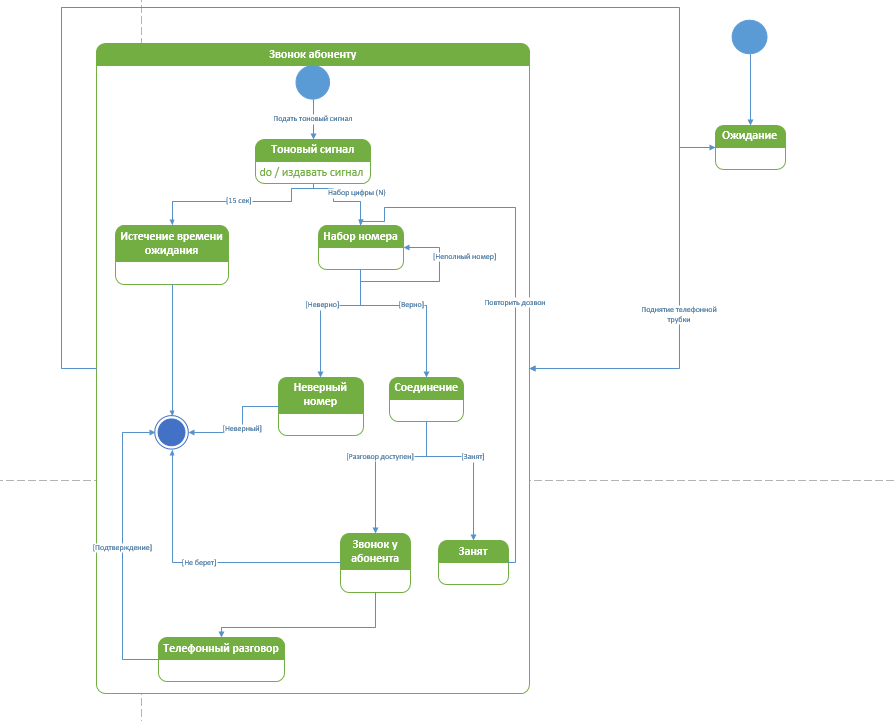 Звонок абоненту
Подать тоновый сигнал
Ожидание
Тоновый сигнал
do / издавать сигнал
[15 сек]
Набор цифры (N)
Истечение времени
ожидания
Набор номера
[Неполный номер]
[Неверно]
[Верно]
Повторить дозвон
Поднятие телефонной
трубки
Неверный
номер
Соединение
[Неверный]
[Разговор доступен]
[Занят]
Звонок у
абонента
Занят
[Подтверждение]
[Не берет]
Телефонный разговор